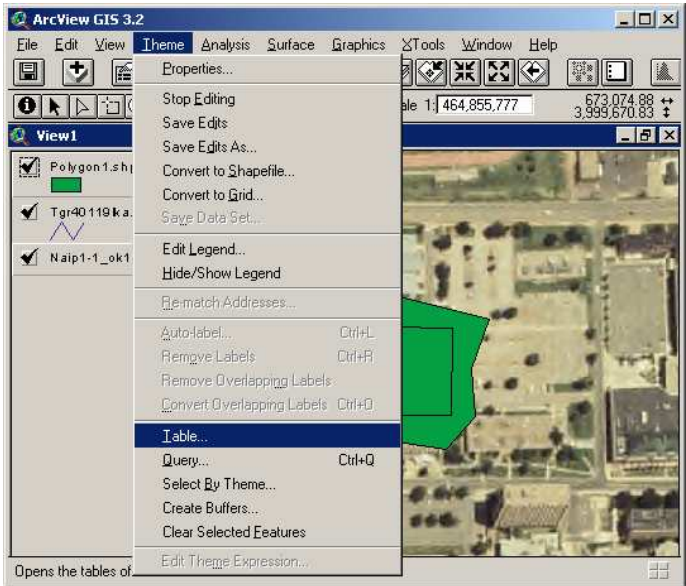 ArcView GIS 3.2
File Edit View Theme Analysis Surface Graphics XTools Window Help
Properties...
Stop Editing
Save Edits
Save Edits As...
Convert to Shapefile...
Convert to Grid...
Save Data Set...
Edit Legend...
Hide/Show Legend
Re-match Addresses...
Auto-label... Ctrl+L
Remove Labels Ctrl+R
Remove Overlapping Labels
Convert Overlapping Labels Ctrl+O
Table...
Query... Ctrl+Q
Select By Theme...
Create Buffers...
Clear Selected Features
Edit Theme Expression...
ale 1: 464,855,777
673,074.88
3,999,670.83
View1
Polygon1.shp
Tgr40119lka.
Naip1-1_ok1
Opens the tables of